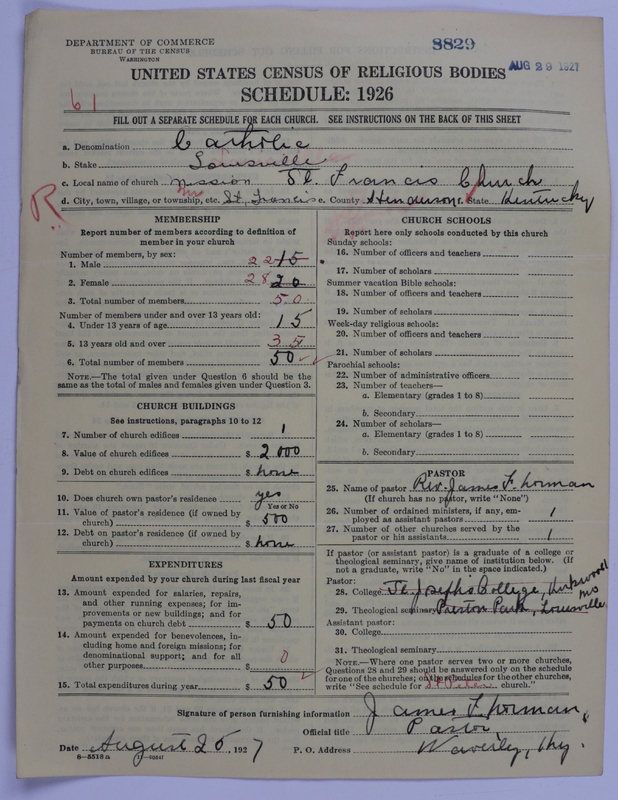 DEPARTMENT OF COMMERCE
BUREAU OF THE CENSUS
WASHINGTON
8829
AUG 29 1927
UNITED STATES CENSUS OF RELIGIOUS BODIES
SCHEDULE: 1926
61
FILL OUT A SEPARATE SCHEDULE FOR EACH CHURCH. SEE INSTRUCTIONS ON THE BACK OF THIS SHEET
a. Denomination Catholic
b. Stake Louisville
c. Local name of church Mission St. Francis Church
d. City, town, village, or township, etc. St. Francis e. County Henderson f. State Kentucky
R
MEMBERSHIP
Report number of members according to definition of
member in your church
Number of members, by sex:
1. Male 22 15
2. Female 28 20
3. Total number of members 50
Number of members under and over 13 years old:
4. Under 13 years of age 15
5. 13 years old and over 35
6. Total number of members 50
NOTE.—The total given under Question 6 should be the
same as the total of males and females given under Question 3.
CHURCH BUILDINGS
See instructions, paragraphs 10 to 12
7. Number of church edifices 1
8. Value of church edifices $ 2000
9. Debt on church edifices $ none
10. Does church own pastor's residence yes
Yes or No
11. Value of pastor's residence (if owned by
church) $ 500
12. Debt on pastor's residence (if owned by
church) $ none
EXPENDITURES
Amount expended by your church during last fiscal year
13. Amount expended for salaries, repairs,
and other running expenses; for im-
provements or new buildings; and for
payments on church debt $ 50
14. Amount expended for benevolences, in-
cluding home and foreign missions; for
denominational support; and for all
other purposes $ 0
15. Total expenditures during year $ 50
CHURCH SCHOOLS
Report here only schools conducted by this church
Sunday schools:
16. Number of officers and teachers
17. Number of scholars
Summer vacation Bible schools:
18. Number of officers and teachers
19. Number of scholars
Week-day religious schools:
20. Number of officers and teachers
21. Number of scholars
Parochial schools:
22. Number of administrative officers
23. Number of teachers—
a. Elementary (grades 1 to 8)
b. Secondary
24. Number of scholars—
a. Elementary (grades 1 to 8)
b. Secondary
PASTOR
25. Name of pastor Rev. James F. Norman
(If church has no pastor, write "None")
26. Number of ordained ministers, if any, em-
ployed as assistant pastors 1
27. Number of other churches served by the
pastor or his assistants 1
If pastor (or assistant pastor) is a graduate of a college or
theological seminary, give name of institution below. (If
not a graduate, write "No" in the space indicated.)
Pastor:
28. College St. Joseph's College, Kirkwood Mo
29. Theological seminary Preston Park, Louisville
Assistant pastor:
30. College
31. Theological seminary
NOTE.—Where one pastor serves two or more churches,
Questions 28 and 29 should be answered only on the schedule
for one of the churches; on the schedules for the other churches,
write "See schedule for St Peter church."
Signature of person furnishing information James F. Norman,
Official title Pastor,
Date August 25, 1927 P. O. Address Waverly, Ky.
8—5518 a